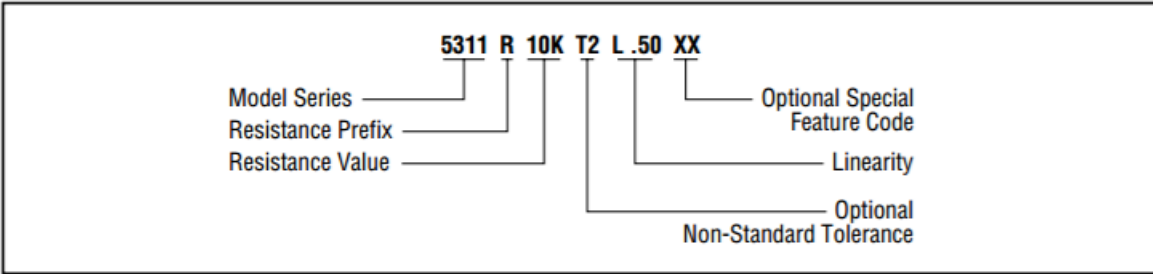 5311 R 10K T2 L .50 XX
Model Series
Optional Special
Feature Code
Resistance Prefix
Resistance Value
Linearity
Optional
Non-Standard Tolerance